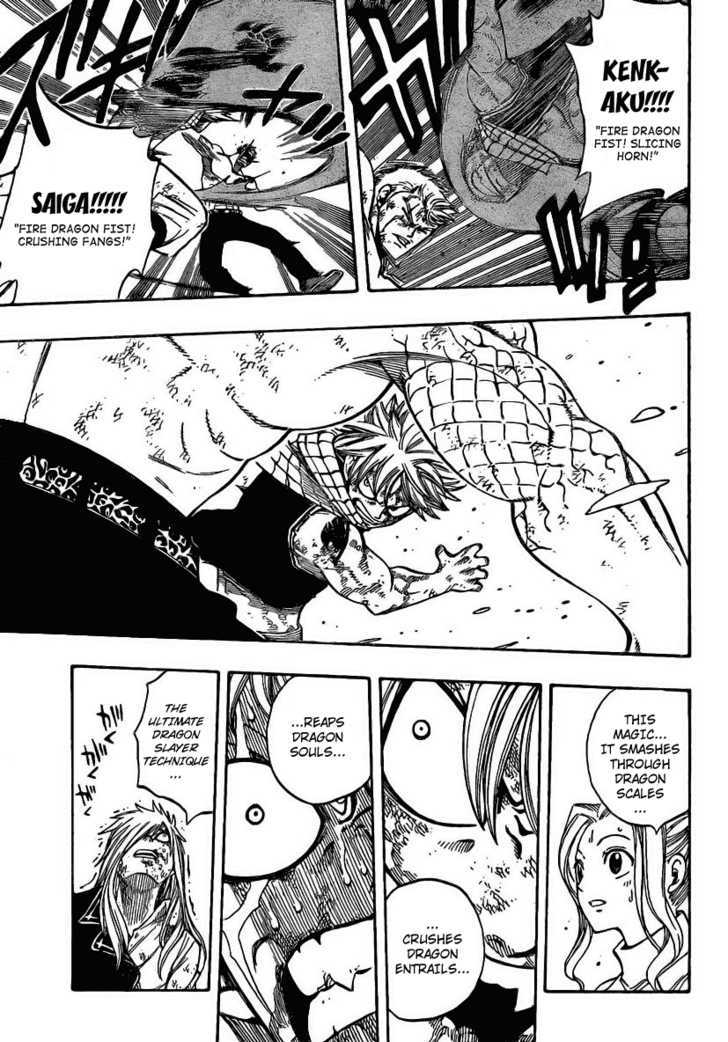 KENK-
AKU!!!!
"FIRE DRAGON
FIST! SLICING
HORN!"
SAIGA!!!!!
"FIRE DRAGON FIST!
CRUSHING FANGS!"
THIS
MAGIC...
IT SMASHES
THROUGH
DRAGON
SCALES
...
...
CRUSHES
DRAGON
ENTRAILS...
...REAPS
DRAGON
SOULS...
THE
ULTIMATE
DRAGON
SLAYER
TECHNIQUE
...